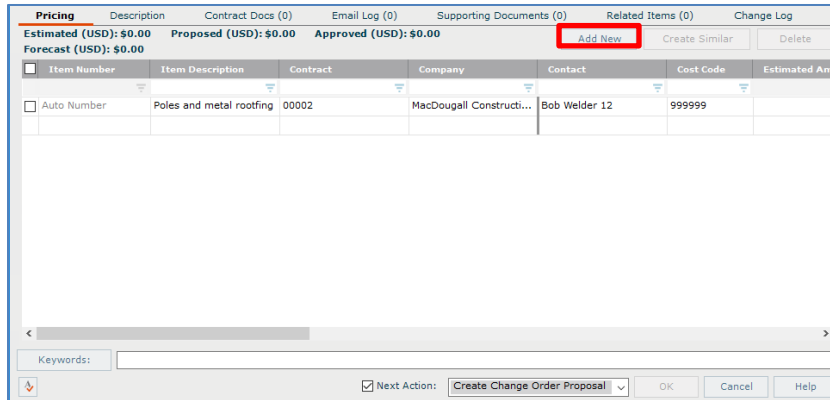 Pricing Description Contract Docs (0) Email Log (0) Supporting Documents (0) Related Items (0) Change Log
Estimated (USD): $0.00 Proposed (USD): $0.00 Approved (USD): $0.00
Forecast (USD): $0.00
Add New Create Similar Delete
Item Number Item Description Contract Company Contact Cost Code Estimated Am
Auto Number Poles and metal rootfing 00002 MacDougall Constructi... Bob Welder 12 999999
Keywords:
Next Action: Create Change Order Proposal OK Cancel Help